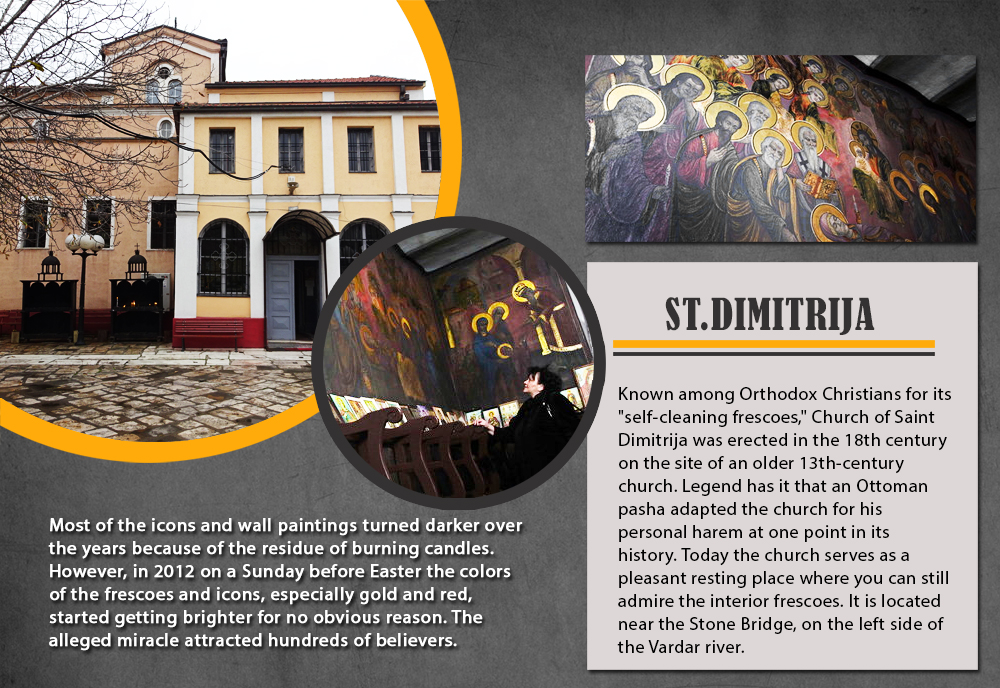 ST.DIMITRIJA
Known among Orthodox Christians for its
"self-cleaning frescoes," Church of Saint
Dimitrija was erected in the 18th century
on the site of an older 13th-century
church. Legend has it that an Ottoman
pasha adapted the church for his
personal harem at one point in its
history. Today the church serves as a
pleasant resting place where you can still
admire the interior frescoes. It is located
near the Stone Bridge, on the left side of
the Vardar river.
Most of the icons and wall paintings turned darker over
the years because of the residue of burning candles.
However, in 2012 on a Sunday before Easter the colors
of the frescoes and icons, especially gold and red,
started getting brighter for no obvious reason. The
alleged miracle attracted hundreds of believers.